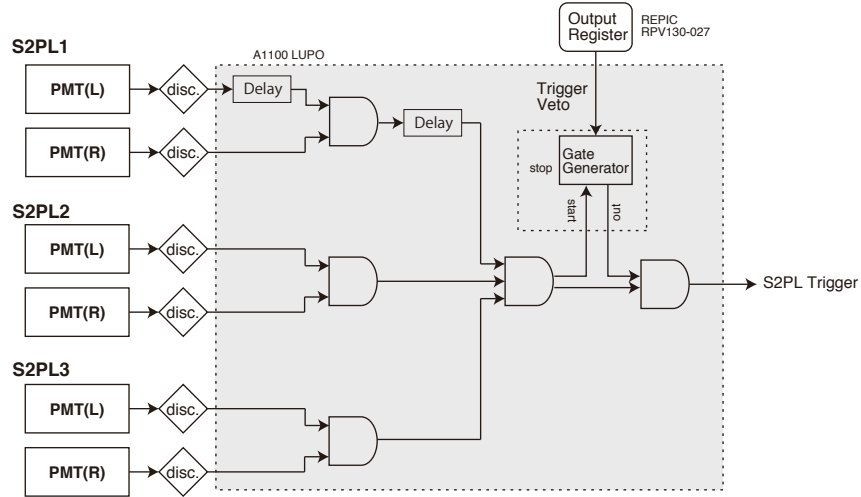 Output
Register
REPIC
RPV130-027
S2PL1
A1100 LUPO
PMT(L)
disc.
Delay
Trigger
Veto
Delay
PMT(R)
disc.
stop
Gate
Generator
start
out
S2PL2
PMT(L)
disc.
PMT(R)
disc.
S2PL Trigger
S2PL3
PMT(L)
disc.
PMT(R)
disc.